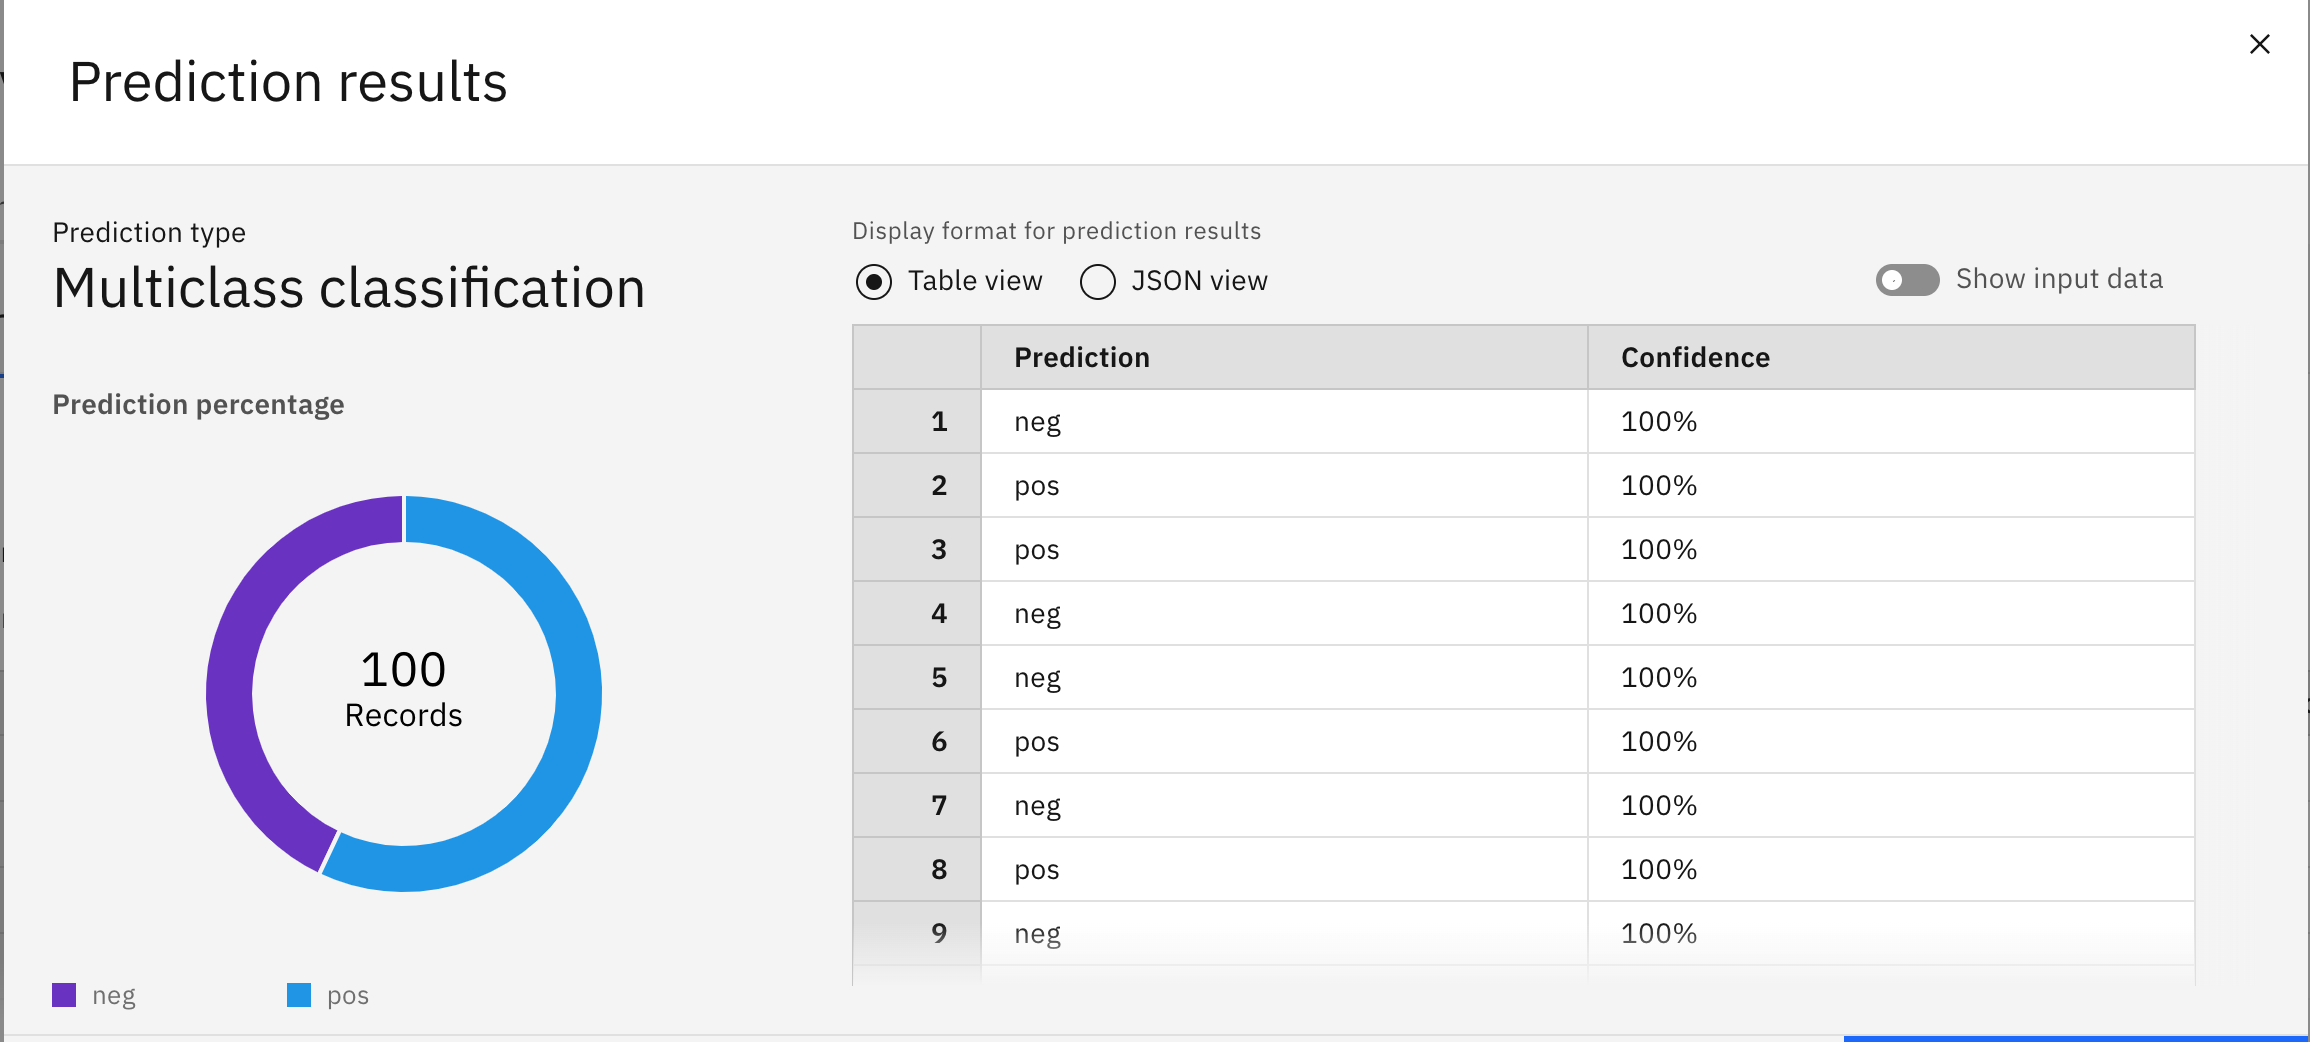 Prediction results
Prediction type
Multiclass classification
Prediction percentage
100
Records
neg
pos
Display format for prediction results
Table view
JSON view
Show input data
Prediction Confidence
1 neg 100%
2 pos 100%
3 pos 100%
4 neg 100%
5 neg 100%
6 pos 100%
7 neg 100%
8 pos 100%
9 neg 100%